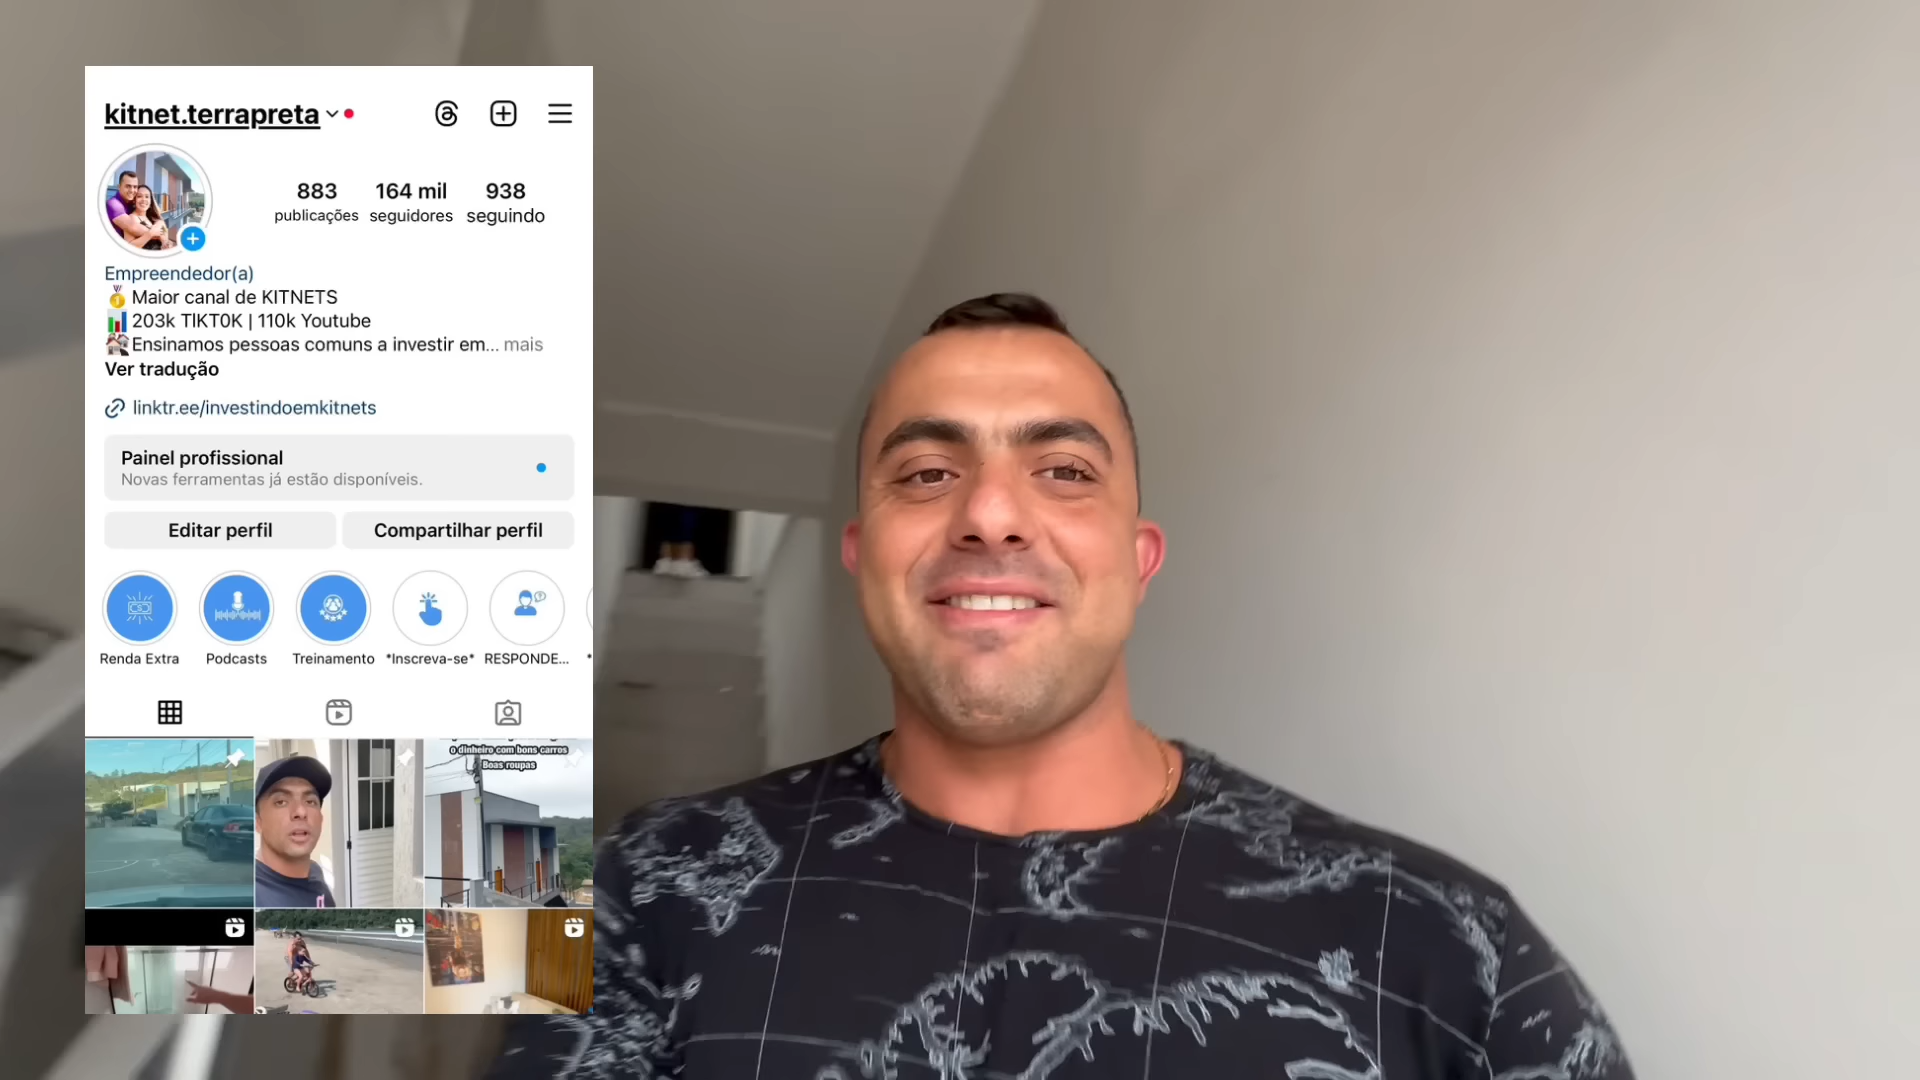 kitnet.terrapreta
883 164 mil 938
publicações seguidores seguindo
Empreendedor(a)
🥇 Maior canal de KITNETS
📊 203k TIKT0K | 110k Youtube
🏘️ Ensinamos pessoas comuns a investir em... mais
Ver tradução
linktr.ee/investindoemkitnets
Painel profissional
Novas ferramentas já estão disponíveis.
Editar perfil Compartilhar perfil
Renda Extra Podcasts Treinamento *Inscreva-se* RESPONDE... *
o dinheiro com bons carros
Boas roupas